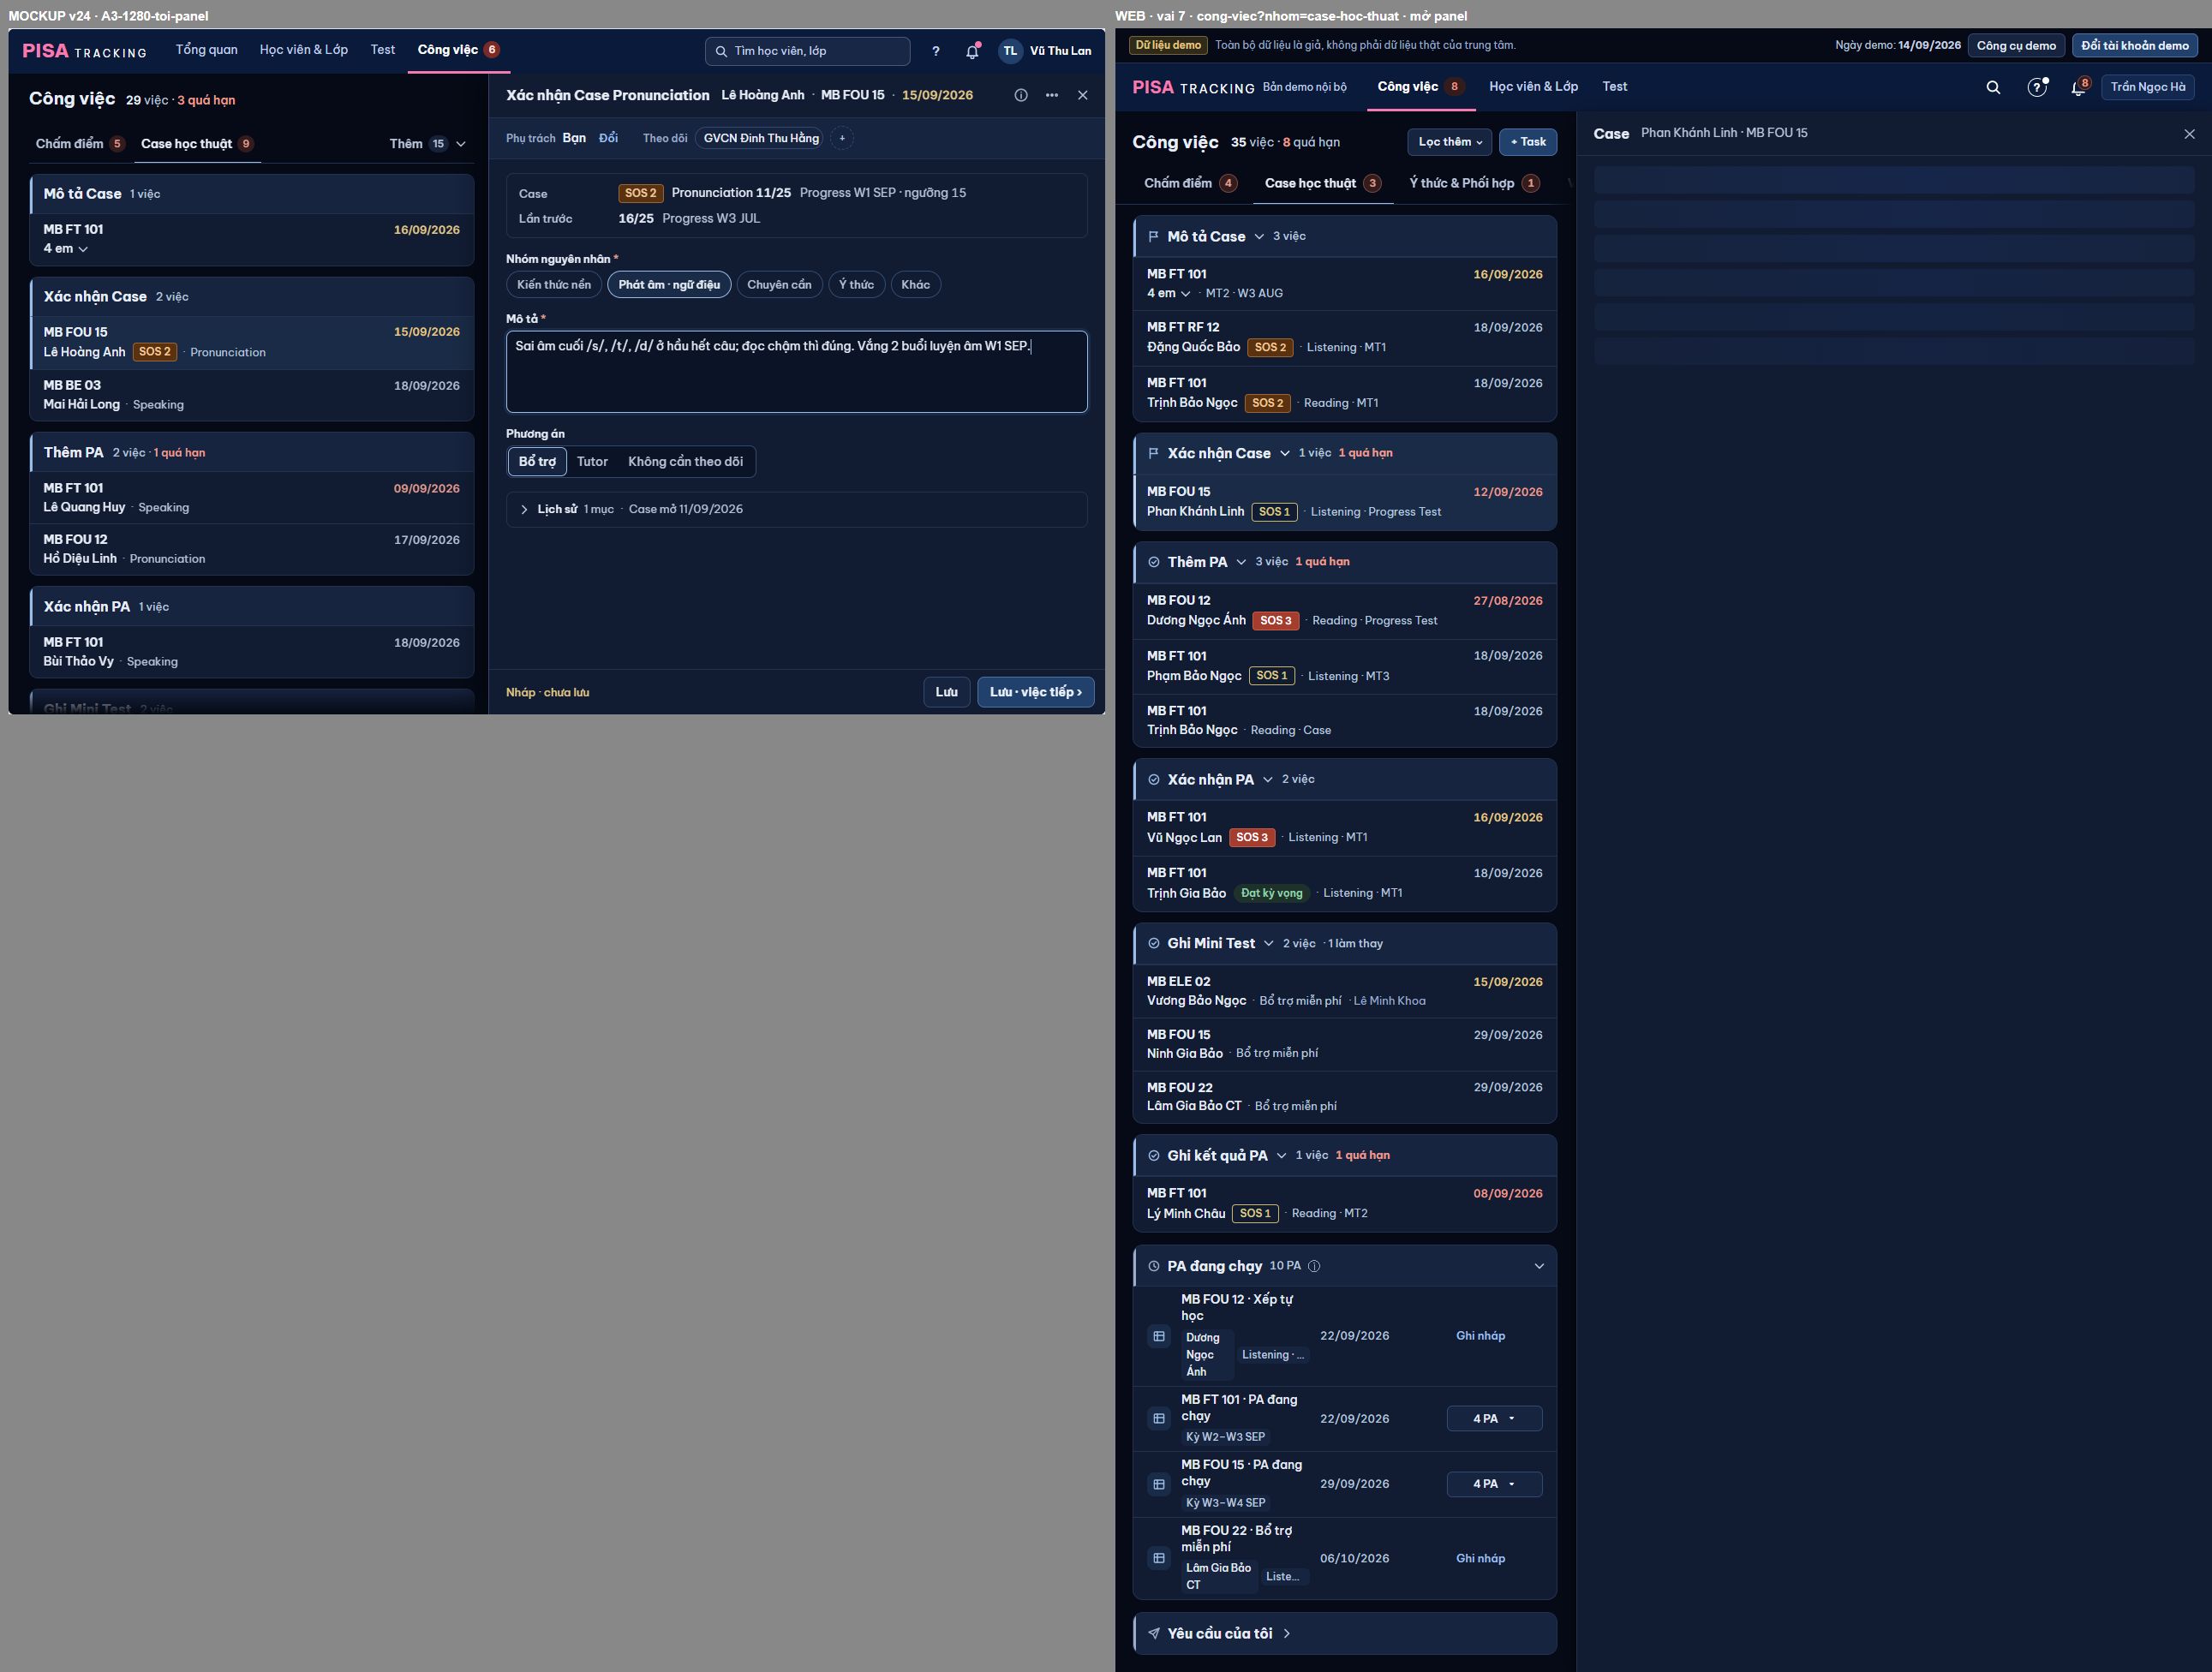 MOCKUP v24 - A3-1280-toi-panel
PISA TRACKING Tổng quan Học viên & Lớp Test Công việc 6 Tìm học viên, lớp ? TL Vũ Thu Lan
Công việc 29 việc · 3 quá hạn
Chấm điểm 5 Case học thuật 9 Thêm 15
Mô tả Case 1 việc
MB FT 101 16/09/2026
4 em
Xác nhận Case 2 việc
MB FOU 15 15/09/2026
Lê Hoàng Anh SOS 2 · Pronunciation
MB BE 03 18/09/2026
Mai Hải Long · Speaking
Thêm PA 2 việc · 1 quá hạn
MB FT 101 09/09/2026
Lê Quang Huy · Speaking
MB FOU 12 17/09/2026
Hồ Diệu Linh · Pronunciation
Xác nhận PA 1 việc
MB FT 101 18/09/2026
Bùi Thảo Vy · Speaking
Ghi Mini Test 2 việc
Xác nhận Case Pronunciation Lê Hoàng Anh · MB FOU 15 · 15/09/2026
Phụ trách Bạn Đổi Theo dõi GVCN Đinh Thu Hằng +
Case SOS 2 Pronunciation 11/25 Progress W1 SEP · ngưỡng 15
Lần trước 16/25 Progress W3 JUL
Nhóm nguyên nhân *
Kiến thức nền Phát âm · ngữ điệu Chuyên cần Ý thức Khác
Mô tả *
Sai âm cuối /s/, /t/, /d/ ở hầu hết câu; đọc chậm thì đúng. Vắng 2 buổi luyện âm W1 SEP.
Phương án
Bổ trợ Tutor Không cần theo dõi
Lịch sử 1 mục · Case mở 11/09/2026
Nháp · chưa lưu Lưu Lưu · việc tiếp ›
WEB · vai 7 · cong-viec?nhom=case-hoc-thuat · mở panel
Dữ liệu demo Toàn bộ dữ liệu là giả, không phải dữ liệu thật của trung tâm. Ngày demo: 14/09/2026 Công cụ demo Đổi tài khoản demo
PISA TRACKING Bản demo nội bộ Công việc 8 Học viên & Lớp Test ? 8 Trần Ngọc Hà
Công việc 35 việc · 8 quá hạn Lọc thêm + Task
Chấm điểm 4 Case học thuật 3 Ý thức & Phối hợp 1
Mô tả Case 3 việc
MB FT 101 16/09/2026
4 em · MT2 · W3 AUG
MB FT RF 12 18/09/2026
Đặng Quốc Bảo SOS 2 · Listening · MT1
MB FT 101 18/09/2026
Trịnh Bảo Ngọc SOS 2 · Reading · MT1
Xác nhận Case 1 việc 1 quá hạn
MB FOU 15 12/09/2026
Phan Khánh Linh SOS 1 · Listening · Progress Test
Thêm PA 3 việc 1 quá hạn
MB FOU 12 27/08/2026
Dương Ngọc Ánh SOS 3 · Reading · Progress Test
MB FT 101 18/09/2026
Phạm Bảo Ngọc SOS 1 · Listening · MT3
MB FT 101 18/09/2026
Trịnh Bảo Ngọc · Reading · Case
Xác nhận PA 2 việc
MB FT 101 16/09/2026
Vũ Ngọc Lan SOS 3 · Listening · MT1
MB FT 101 18/09/2026
Trịnh Gia Bảo Đạt kỳ vọng · Listening · MT1
Ghi Mini Test 2 việc · 1 làm thay
MB ELE 02 15/09/2026
Vương Bảo Ngọc · Bổ trợ miễn phí · Lê Minh Khoa
MB FOU 15 29/09/2026
Ninh Gia Bảo · Bổ trợ miễn phí
MB FOU 22 29/09/2026
Lâm Gia Bảo CT · Bổ trợ miễn phí
Ghi kết quả PA 1 việc 1 quá hạn
MB FT 101 08/09/2026
Lý Minh Châu SOS 1 · Reading · MT2
PA đang chạy 10 PA
MB FOU 12 · Xếp tự
học
Dương
Ngọc
Ánh
Listening · ...
22/09/2026 Ghi nháp
MB FT 101 · PA đang
chạy
Kỳ W2–W3 SEP
22/09/2026 4 PA
MB FOU 15 · PA đang
chạy
Kỳ W3–W4 SEP
29/09/2026 4 PA
MB FOU 22 · Bổ trợ
miễn phí
Lâm Gia Bảo
CT
Liste...
06/10/2026 Ghi nháp
Yêu cầu của tôi
Case Phan Khánh Linh · MB FOU 15